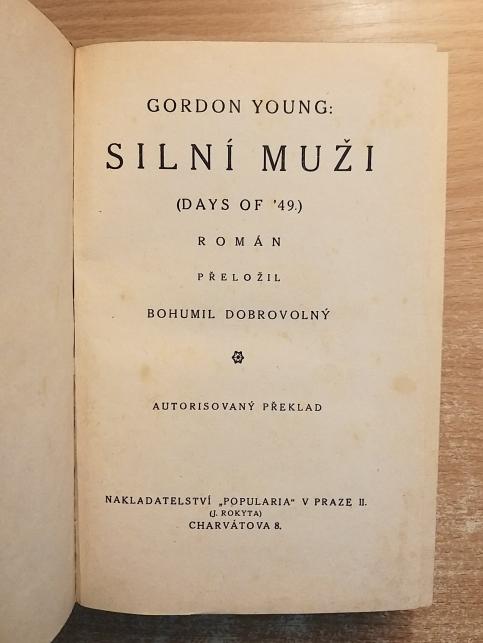 GORDON YOUNG:
SILNÍ MUŽI
(DAYS OF '49.)
ROMÁN
PŘELOŽIL
BOHUMIL DOBROVOLNÝ
AUTORISOVANÝ PŘEKLAD
NAKLADATELSTVÍ „POPULARIA“ V PRAZE II.
(J. ROKYTA)
CHARVÁTOVA 8.